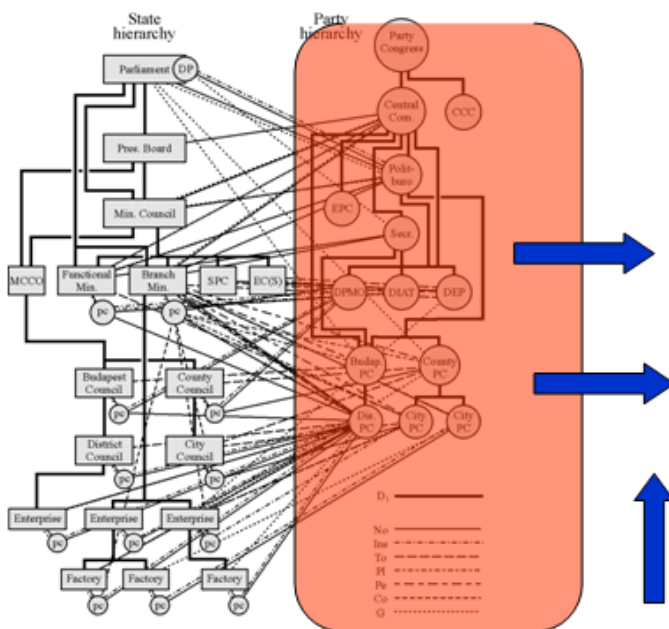 State
hierarchy
Party
hierarchy
Party
Congress
Parliament
DP
Central
Com.
CCC
Pres. Board
Polit-
buro
EPC
Min. Council
Secr.
MCCO
Functional
Min.
Branch
Min.
SPC
EC(S)
DPMO
DIAT
DEP
pc
pc
Budap.
PC
County
PC
Budapest
Council
County
Council
pc
pc
Dis.
PC
City
PC
City
PC
District
Council
City
Council
pc
pc
D₁
Enterprise
Enterprise
Enterprise
No
Ins
pc
pc
pc
To
Pl
Factory
Factory
Factory
Pe
Co
pc
pc
pc
G